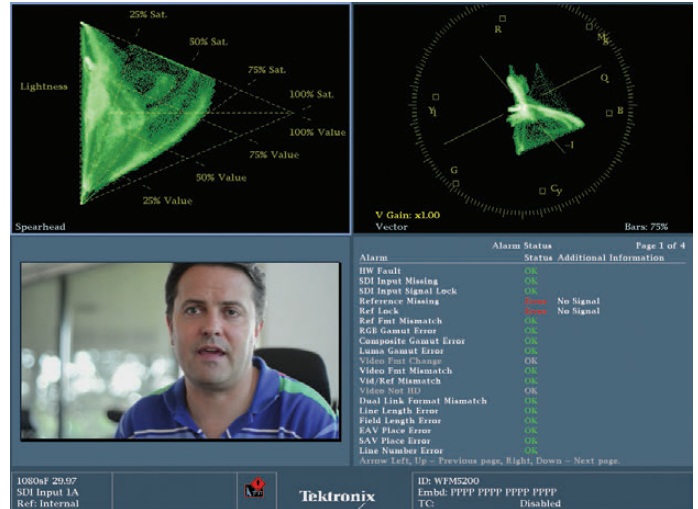 25% Sat.
50% Sat.
75% Sat.
Lightness
100% Sat.
100% Value
75% Value
50% Value
25% Value
Spearhead
R
Q
B
-I
G
V Gain: x1.00
Vector
Bars: 75%
Alarm Status
Page 1 of 4
Alarm Status Additional Information
HW Fault OK
SDI Input Missing OK
SDI Input Signal Lock OK
Reference Missing Error No Signal
Ref Lock Error No Signal
Ref Fmt Mismatch OK
RGB Gamut Error OK
Composite Gamut Error OK
Luma Gamut Error OK
Video Fmt Change OK
Video Fmt Mismatch OK
Vid/Ref Mismatch OK
Video Not HD OK
Dual Link Format Mismatch OK
Line Length Error OK
Field Length Error OK
EAV Place Error OK
SAV Place Error OK
Line Number Error OK
Arrow Left, Up - Previous page, Right, Down - Next page.
1080sF 29.97
SDI Input 1A
Ref: Internal
Tektronix
ID: WFM5200
Embd: PPPP PPPP PPPP PPPP
TC: Disabled